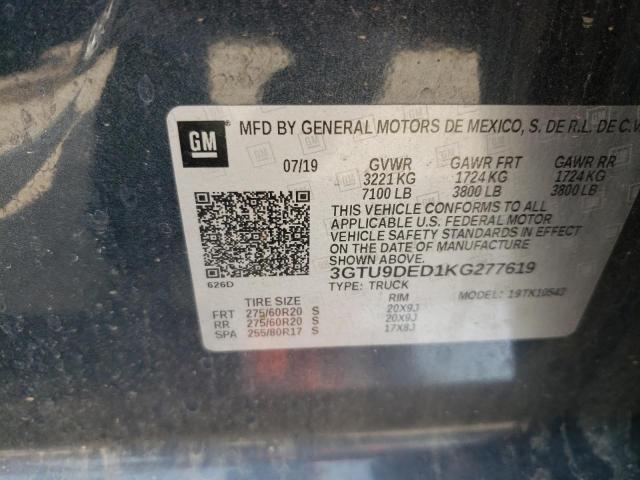 GM ® MFD BY GENERAL MOTORS DE MEXICO, S. DE R.L. DE C.V
07/19 GVWR GAWR FRT GAWR RR
3221 KG 1724 KG 1724 KG
7100 LB 3800 LB 3800 LB
THIS VEHICLE CONFORMS TO ALL
APPLICABLE U.S. FEDERAL MOTOR
VEHICLE SAFETY STANDARDS IN EFFECT
ON THE DATE OF MANUFACTURE
SHOWN ABOVE.
3GTU9DED1KG277619
626D TYPE: TRUCK MODEL: 19TK10543
TIRE SIZE RIM
FRT 275/60R20 S 20X9J
RR 275/60R20 S 20X9J
SPA 255/80R17 S 17X8J